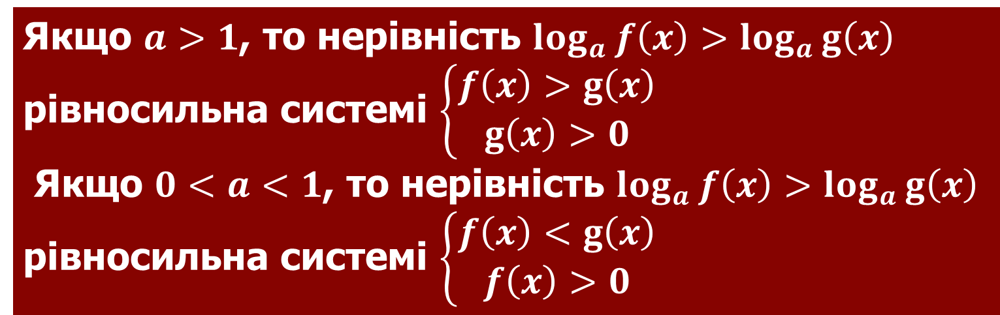 Якщо a > 1, то нерівність logₐ f(x) > logₐ g(x)
рівносильна системі { f(x) > g(x)
g(x) > 0
Якщо 0 < a < 1, то нерівність logₐ f(x) > logₐ g(x)
рівносильна системі { f(x) < g(x)
f(x) > 0